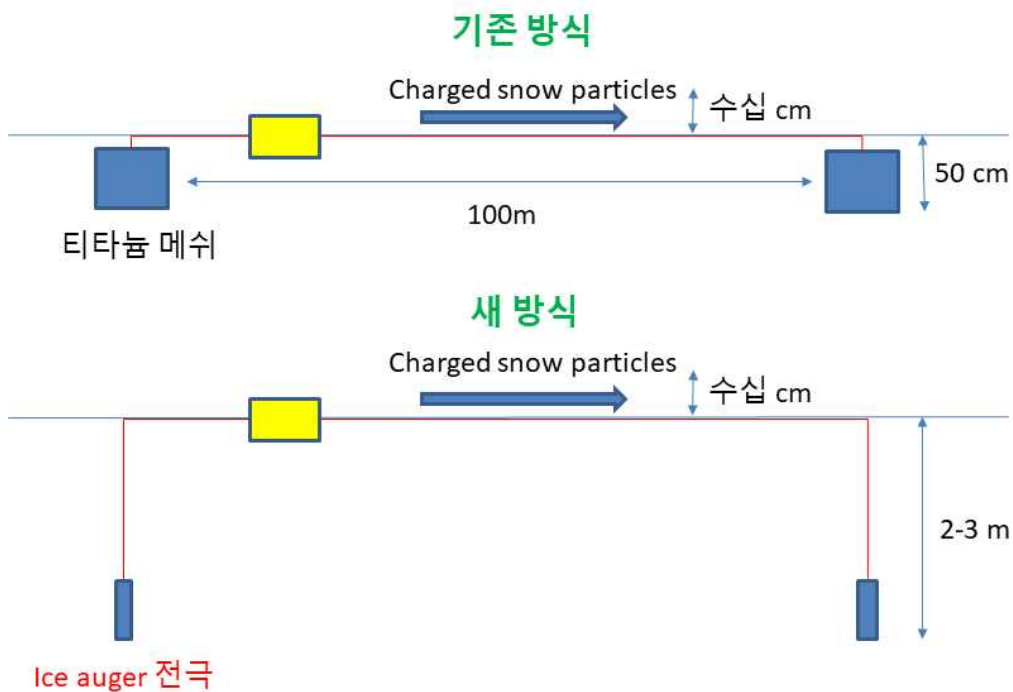 기존 방식
Charged snow particles
수십 cm
50 cm
100m
티타늄 메쉬
새 방식
Charged snow particles
수십 cm
2-3 m
Ice auger 전극